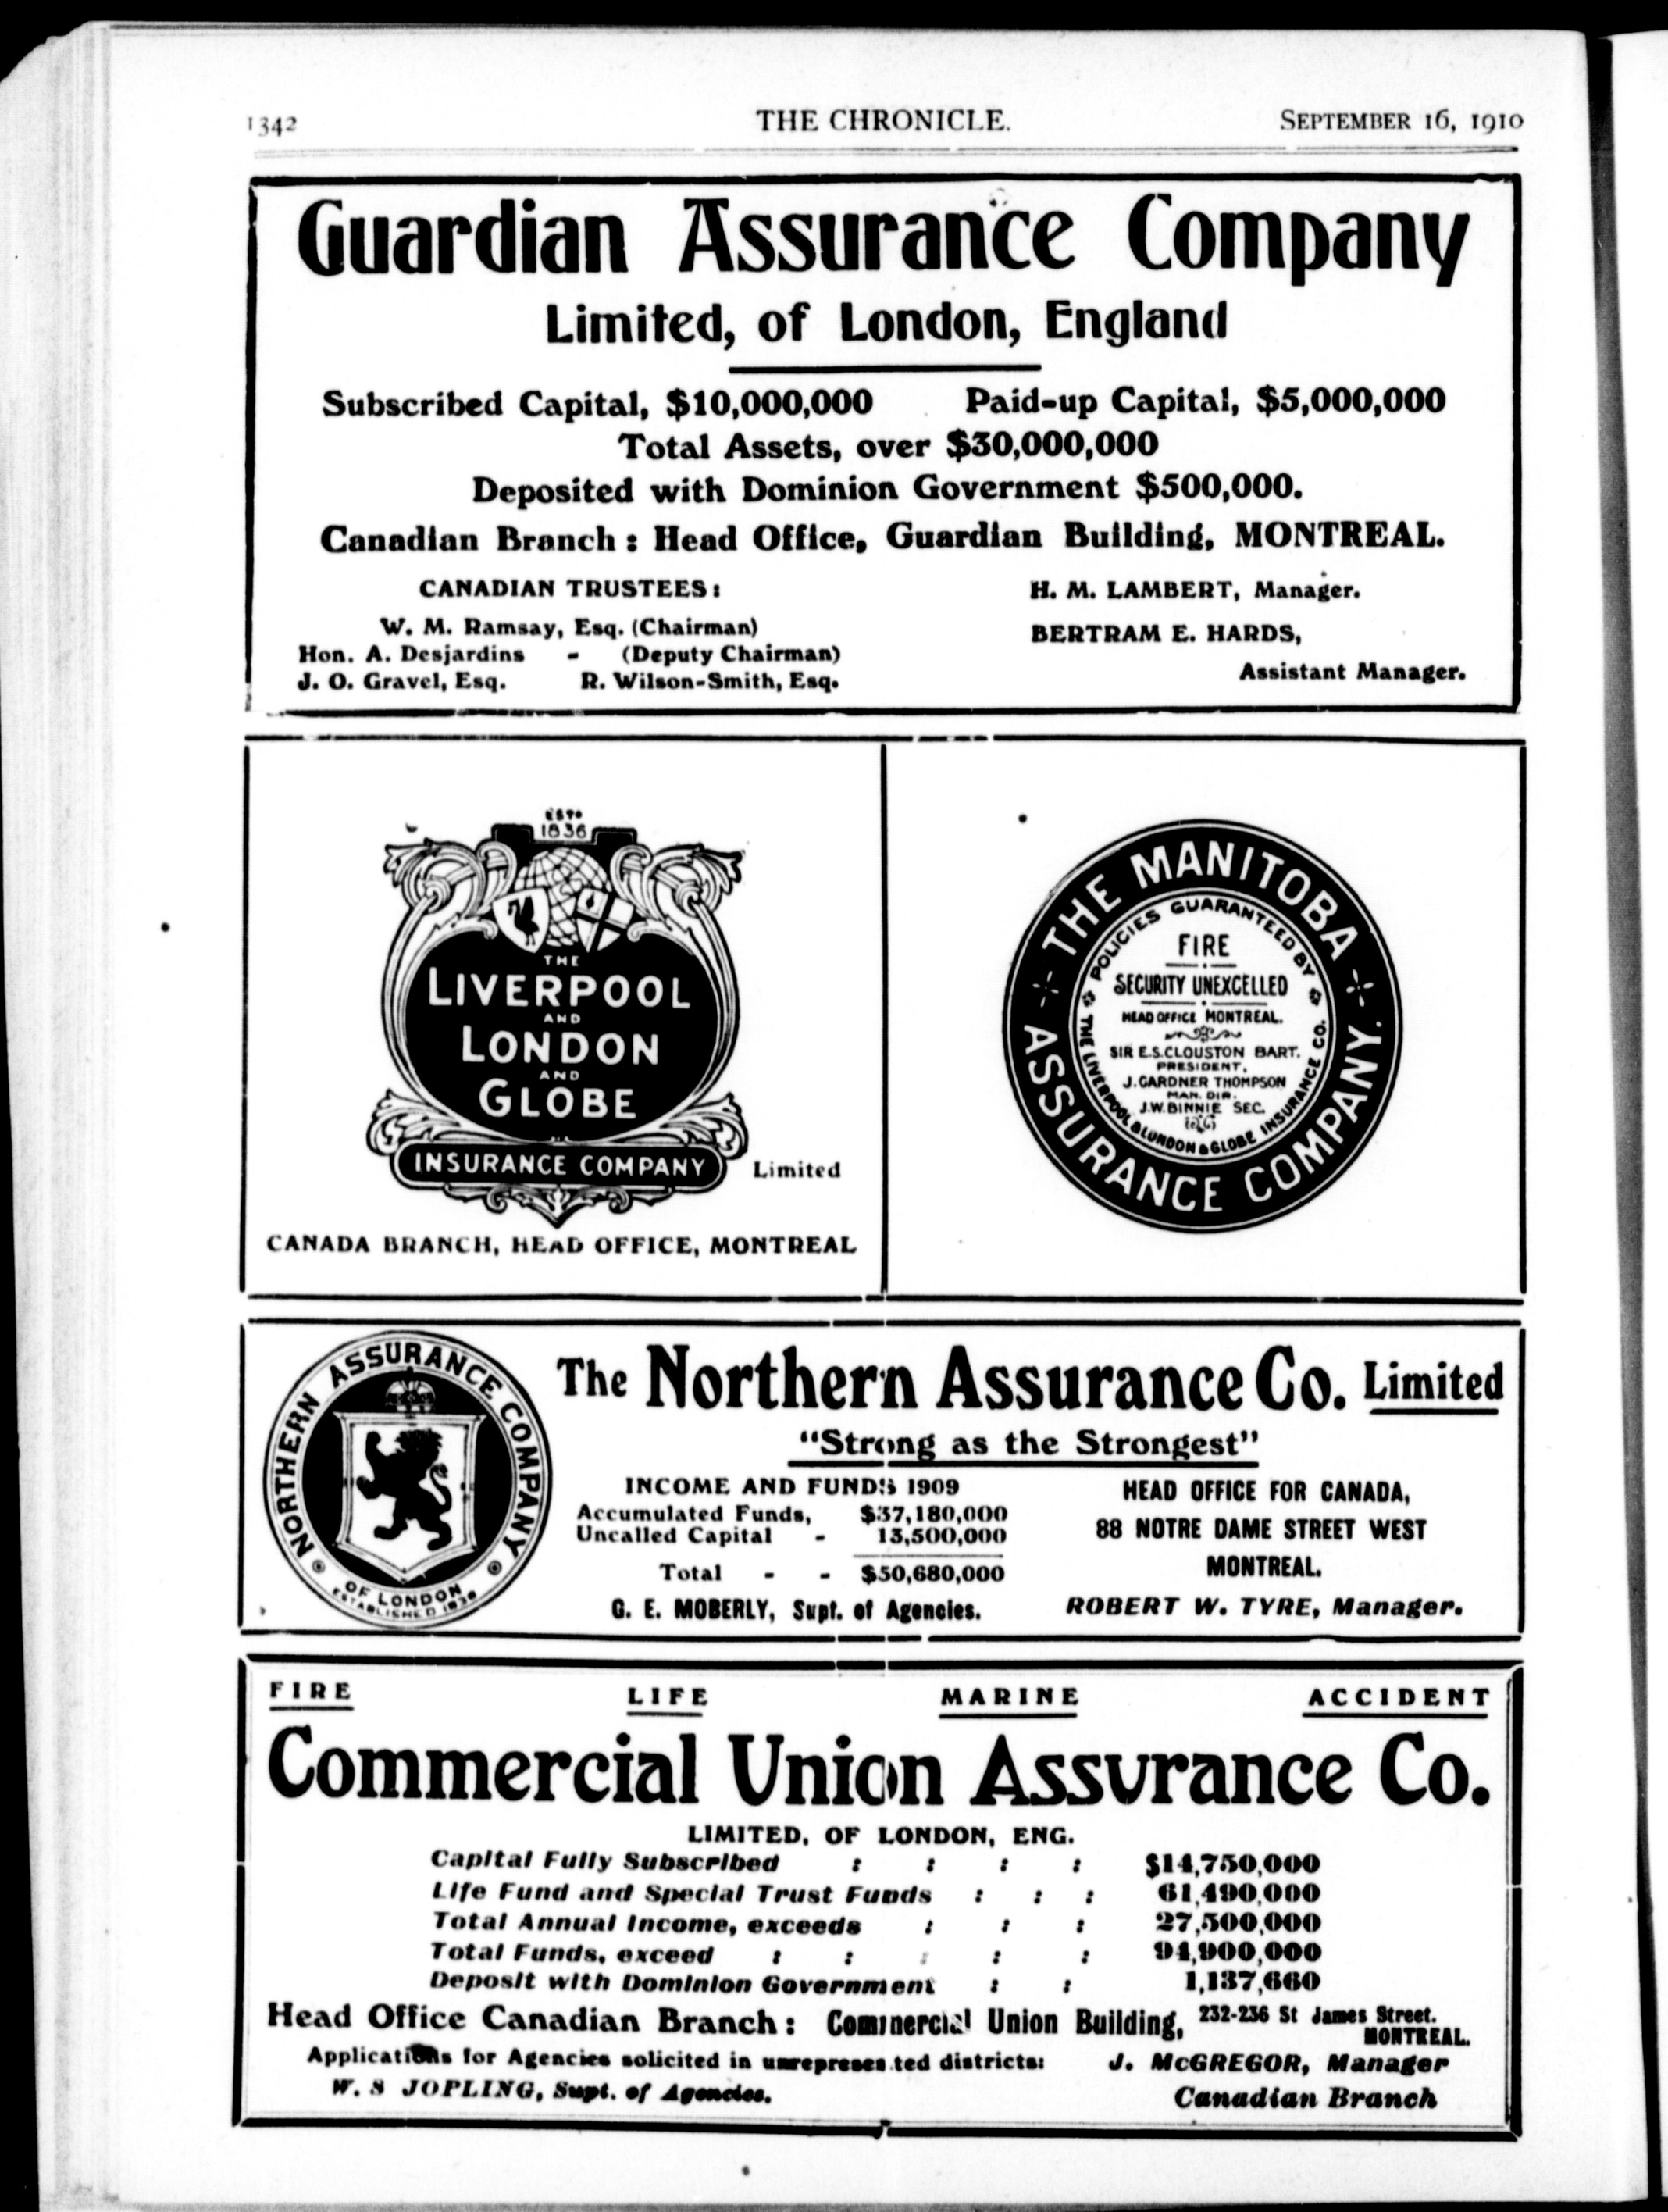 1342 THE CHRONICLE. SEPTEMBER 16, 1910
Guardian Assurance Company
Limited, of London, England
Subscribed Capital, $10,000,000 Paid-up Capital, $5,000,000
Total Assets, over $30,000,000
Deposited with Dominion Government $500,000.
Canadian Branch : Head Office, Guardian Building, MONTREAL.
CANADIAN TRUSTEES :
W. M. Ramsay, Esq. (Chairman)
Hon. A. Desjardins - (Deputy Chairman)
J. O. Gravel, Esq. R. Wilson-Smith, Esq.
H. M. LAMBERT, Manager.
BERTRAM E. HARDS,
Assistant Manager.
ESTD
1836
THE
LIVERPOOL
AND
LONDON
AND
GLOBE
INSURANCE COMPANY Limited
CANADA BRANCH, HEAD OFFICE, MONTREAL
THE MANITOBA
ASSURANCE COMPANY.
POLICIES GUARANTEED BY
THE LIVERPOOL & LONDON & GLOBE INSURANCE CO.
FIRE
SECURITY UNEXCELLED
HEAD OFFICE MONTREAL.
SIR E.S.CLOUSTON BART.
PRESIDENT,
J. GARDNER THOMPSON
MAN. DIR.
J.W. BINNIE SEC.
NORTHERN ASSURANCE COMPANY
OF LONDON
ESTABLISHED 1836
The Northern Assurance Co. Limited
"Strong as the Strongest"
INCOME AND FUNDS 1909
Accumulated Funds, $37,180,000
Uncalled Capital - 13,500,000
Total - - $50,680,000
G. E. MOBERLY, Supt. of Agencies.
HEAD OFFICE FOR CANADA,
88 NOTRE DAME STREET WEST
MONTREAL.
ROBERT W. TYRE, Manager.
FIRE LIFE MARINE ACCIDENT
Commercial Union Assurance Co.
LIMITED, OF LONDON, ENG.
Capital Fully Subscribed : : : : $14,750,000
Life Fund and Special Trust Funds : : : 61,490,000
Total Annual Income, exceeds : : : 27,500,000
Total Funds, exceed : : : : : 94,900,000
Deposit with Dominion Government : : 1,137,660
Head Office Canadian Branch : Commercial Union Building, 232-236 St James Street.
MONTREAL.
Applications for Agencies solicited in unrepresented districts: J. McGREGOR, Manager
W. S JOPLING, Supt. of Agencies. Canadian Branch